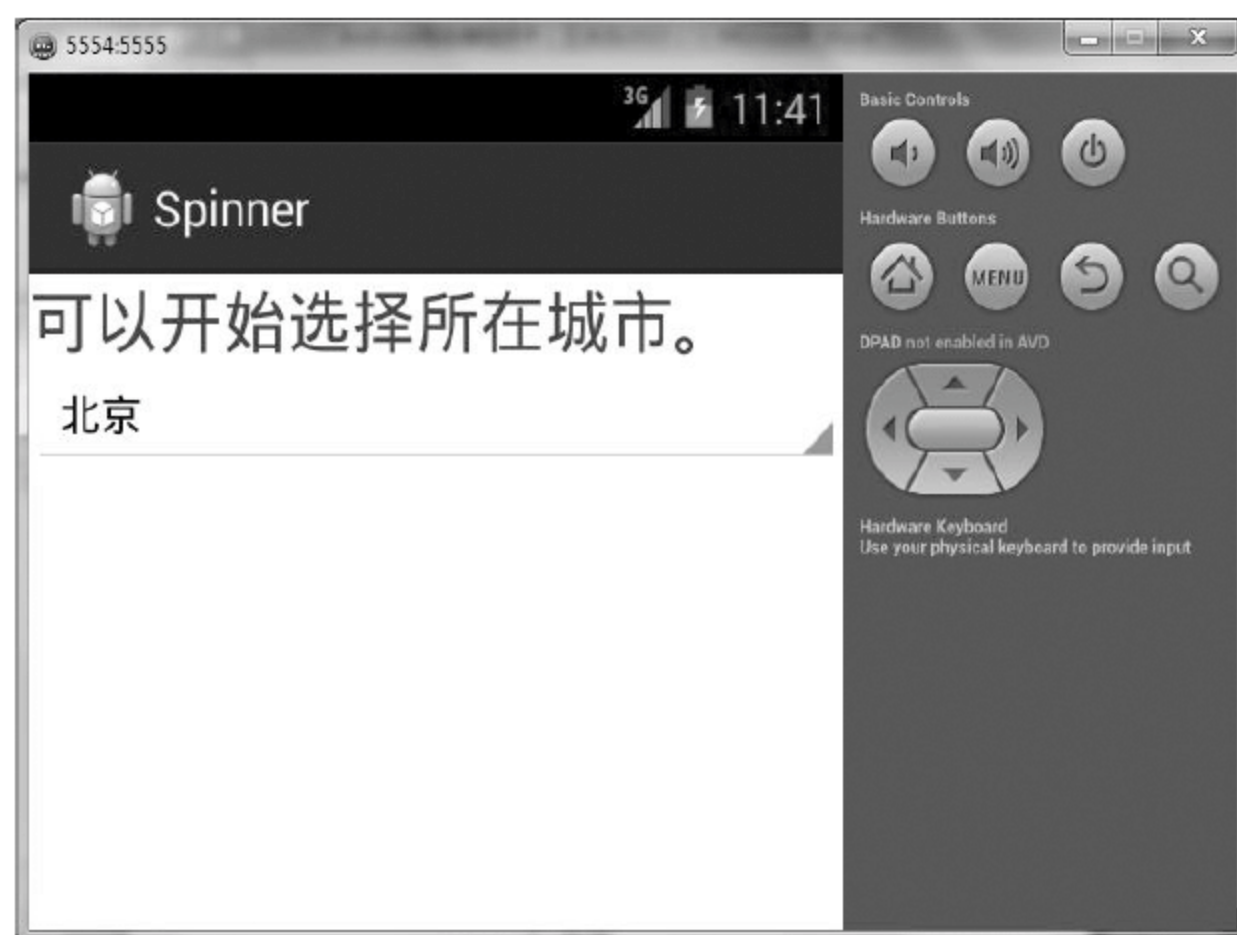 5554:5555
3G 11:41
Spinner
可以开始选择所在城市。
北京
Basic Controls
Hardware Buttons
MENU
DPAD not enabled in AVD
Hardware Keyboard
Use your physical keyboard to provide input